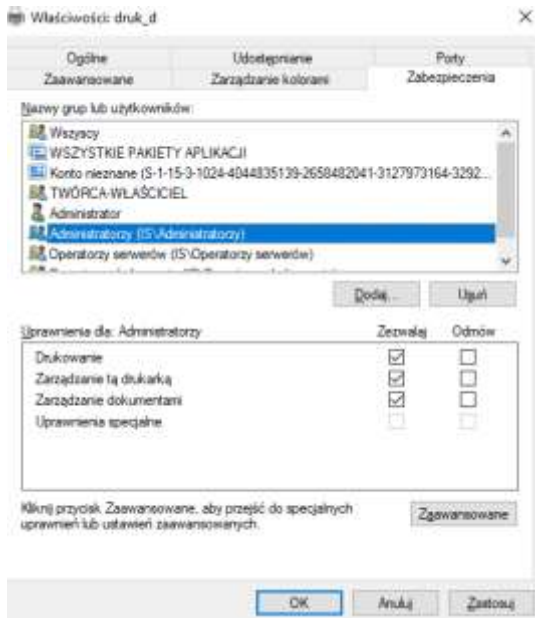 Właściwości: druk_d
Ogólne Udostępnianie Porty
Zaawansowane Zarządzanie kolorami Zabezpieczenia
Nazwy grup lub użytkowników:
Wszyscy
WSZYSTKIE PAKIETY APLIKACJI
Konto nieznane (S-1-15-3-1024-4044835139-2658482041-3127973164-3292...
TWÓRCA-WŁAŚCICIEL
Administrator
Administratorzy (IS\Administratorzy)
Operatorzy serwerów (IS\Operatorzy serwerów)
Dodaj... Usuń
Uprawnienia dla: Administratorzy Zezwalaj Odmów
Drukowanie
Zarządzanie tą drukarką
Zarządzanie dokumentami
Uprawnienia specjalne
Kliknij przycisk Zaawansowane, aby przejść do specjalnych
uprawnień lub ustawień zaawansowanych.
Zaawansowane
OK Anuluj Zastosuj